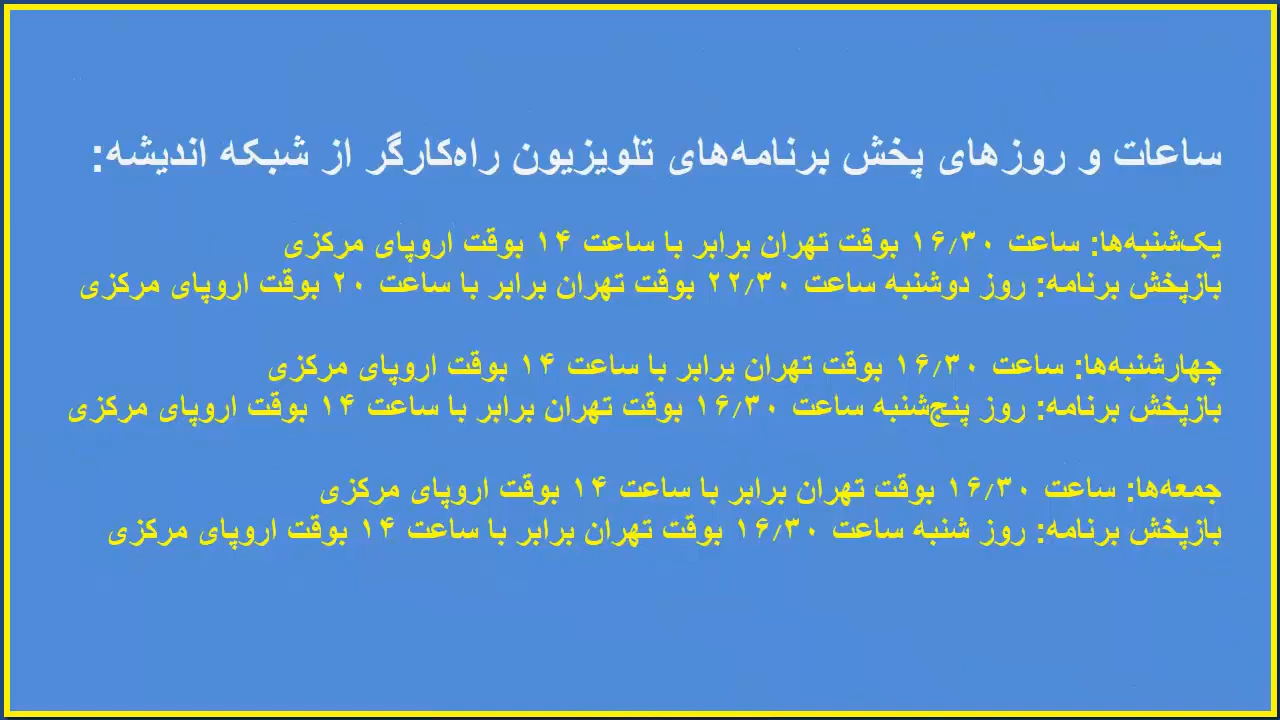 ساعات و روزهای پخش برنامه‌های تلویزیون راه‌کارگر از شبکه اندیشه:
یک‌شنبه‌ها: ساعت ۱۶٫۳۰ بوقت تهران برابر با ساعت ۱۴ بوقت اروپای مرکزی
بازپخش برنامه: روز دوشنبه ساعت ۲۲٫۳۰ بوقت تهران برابر با ساعت ۲۰ بوقت اروپای مرکزی
چهارشنبه‌ها: ساعت ۱۶٫۳۰ بوقت تهران برابر با ساعت ۱۴ بوقت اروپای مرکزی
بازپخش برنامه: روز پنج‌شنبه ساعت ۱۶٫۳۰ بوقت تهران برابر با ساعت ۱۴ بوقت اروپای مرکزی
جمعه‌ها: ساعت ۱۶٫۳۰ بوقت تهران برابر با ساعت ۱۴ بوقت اروپای مرکزی
بازپخش برنامه: روز شنبه ساعت ۱۶٫۳۰ بوقت تهران برابر با ساعت ۱۴ بوقت اروپای مرکزی